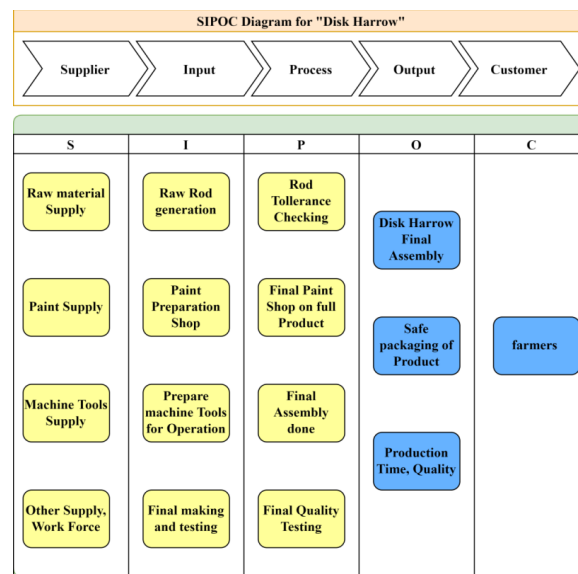 SIPOC Diagram for "Disk Harrow"
Supplier
Input
Process
Output
Customer
S
I
P
O
C
Raw material
Supply
Raw Rod
generation
Rod
Tollerance
Checking
Disk Harrow
Final
Assembly
Paint Supply
Paint
Preparation
Shop
Final Paint
Shop on full
Product
Safe
packaging of
Product
farmers
Machine Tools
Supply
Prepare
machine Tools
for Operation
Final
Assembly
done
Production
Time, Quality
Other Supply,
Work Force
Final making
and testing
Final Quality
Testing